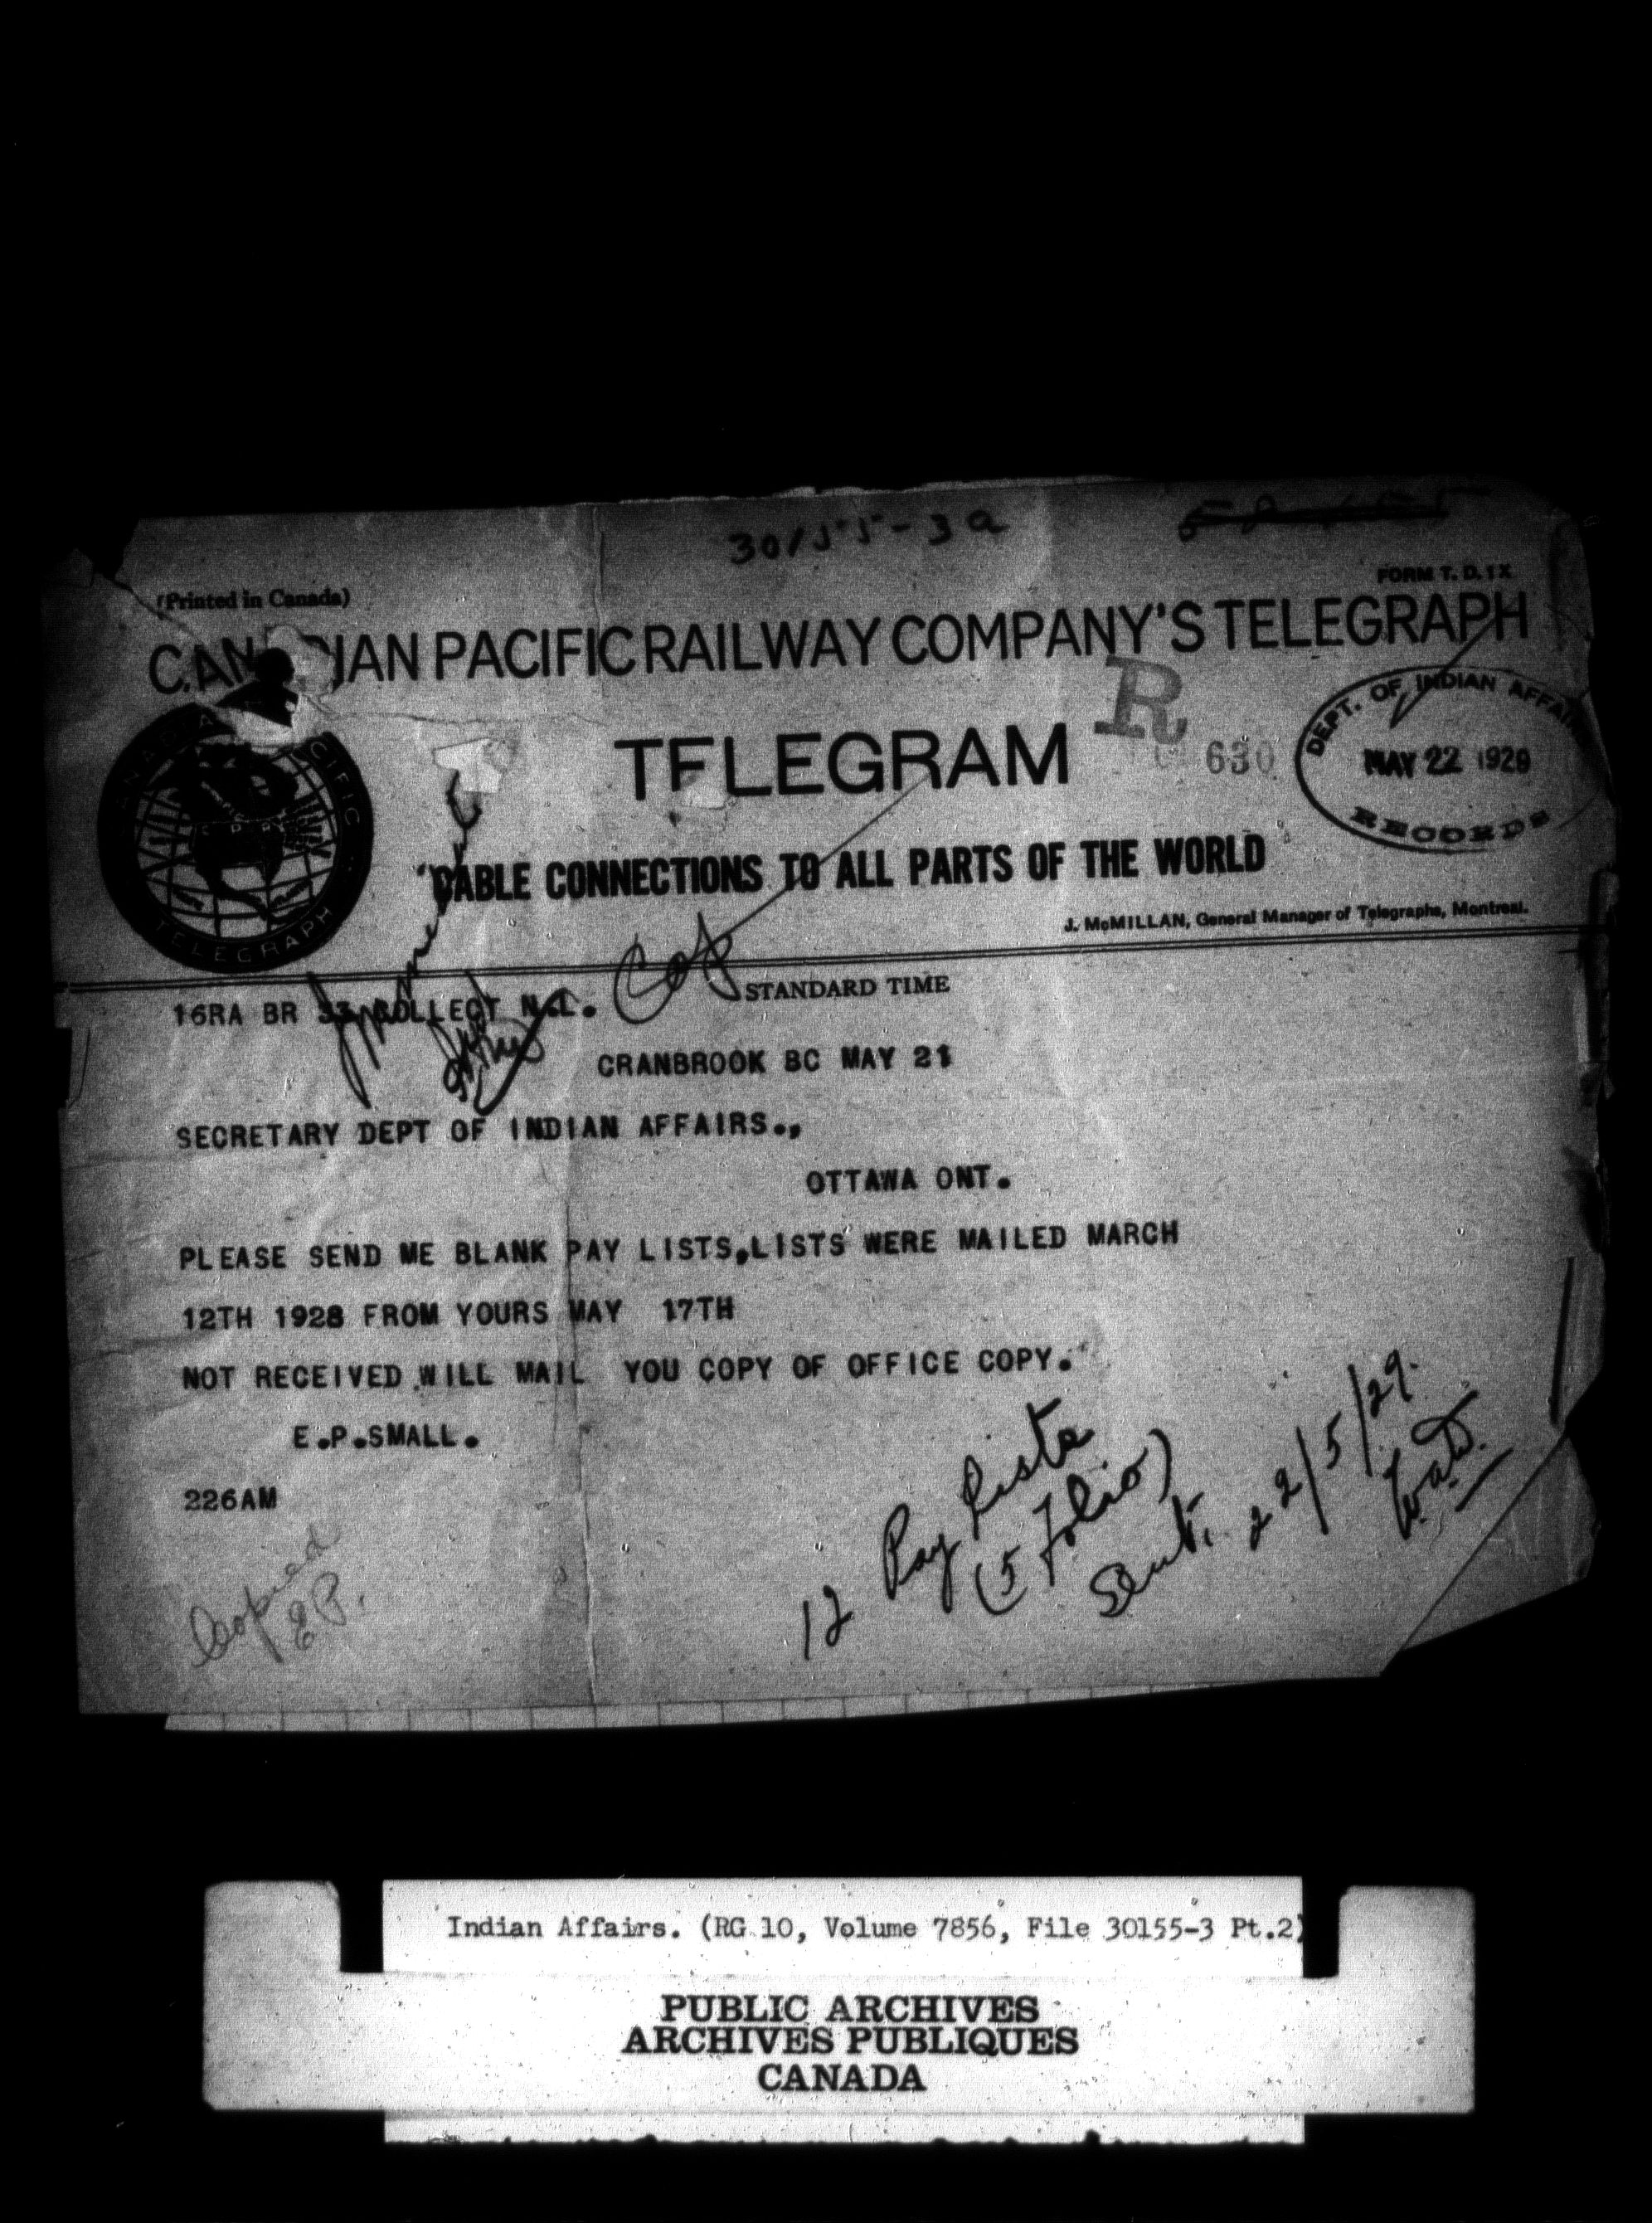 30155-3a
FORM T. D. 1X
(Printed in Canada)
CAN IAN PACIFIC RAILWAY COMPANY'S TELEGRAPH
R
TELEGRAM
630
DEPT. OF INDIAN AFFAIRS
MAY 22 1929
RECORDS
CABLE CONNECTIONS TO ALL PARTS OF THE WORLD
J. McMILLAN, General Manager of Telegraphs, Montreal.
TELEGRAPH
STANDARD TIME
16RA BR 33 COLLECT N.L.
CRANBROOK BC MAY 21
SECRETARY DEPT OF INDIAN AFFAIRS.,
OTTAWA ONT.
PLEASE SEND ME BLANK PAY LISTS,LISTS WERE MAILED MARCH
12TH 1928 FROM YOURS MAY 17TH
NOT RECEIVED WILL MAIL YOU COPY OF OFFICE COPY.
E.P.SMALL.
226AM
Copied
E P.
12 Pay Lists
(5 Folio)
Sent. 22/5/29.
Indian Affairs. (RG 10, Volume 7856, File 30155-3 Pt.2)
PUBLIC ARCHIVES
ARCHIVES PUBLIQUES
CANADA